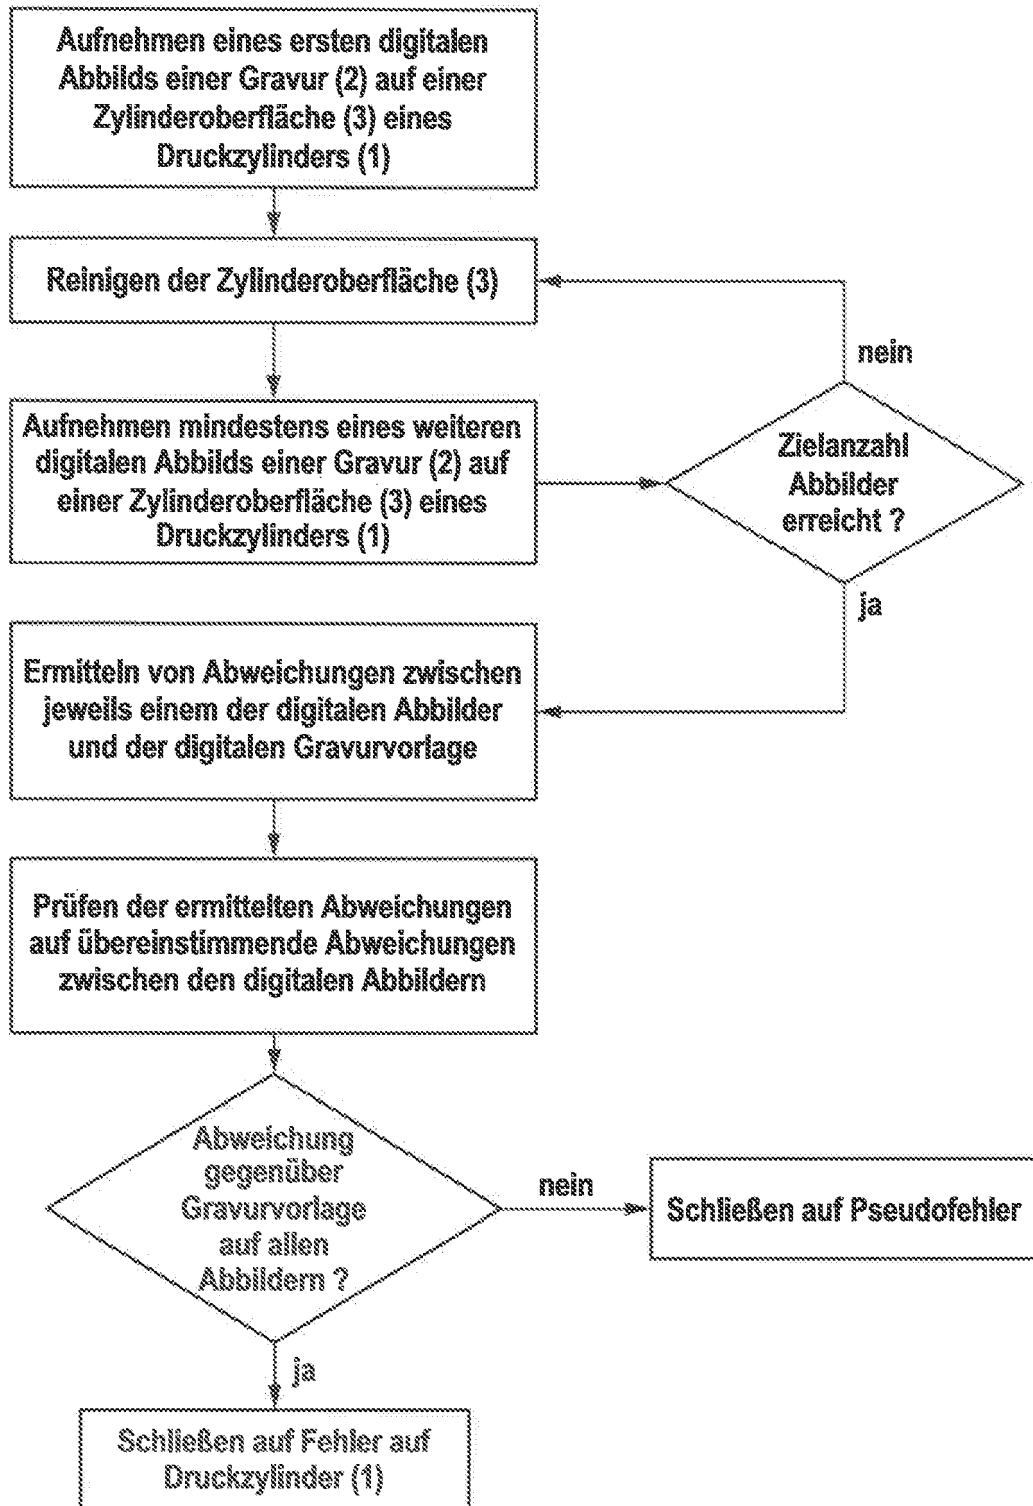 Aufnehmen eines ersten digitalen
Abbilds einer Gravur (2) auf einer
Zylinderoberfläche (3) eines
Druckzylinders (1)
Reinigen der Zylinderoberfläche (3)
nein
Aufnehmen mindestens eines weiteren
digitalen Abbilds einer Gravur (2) auf
einer Zylinderoberfläche (3) eines
Druckzylinders (1)
Zielanzahl
Abbilder
erreicht ?
ja
Ermitteln von Abweichungen zwischen
jeweils einem der digitalen Abbilder
und der digitalen Gravurvorlage
Prüfen der ermittelten Abweichungen
auf übereinstimmende Abweichungen
zwischen den digitalen Abbildern
Abweichung
gegenüber
Gravurvorlage
auf allen
Abbildern ?
nein
Schließen auf Pseudofehler
ja
Schließen auf Fehler auf
Druckzylinder (1)